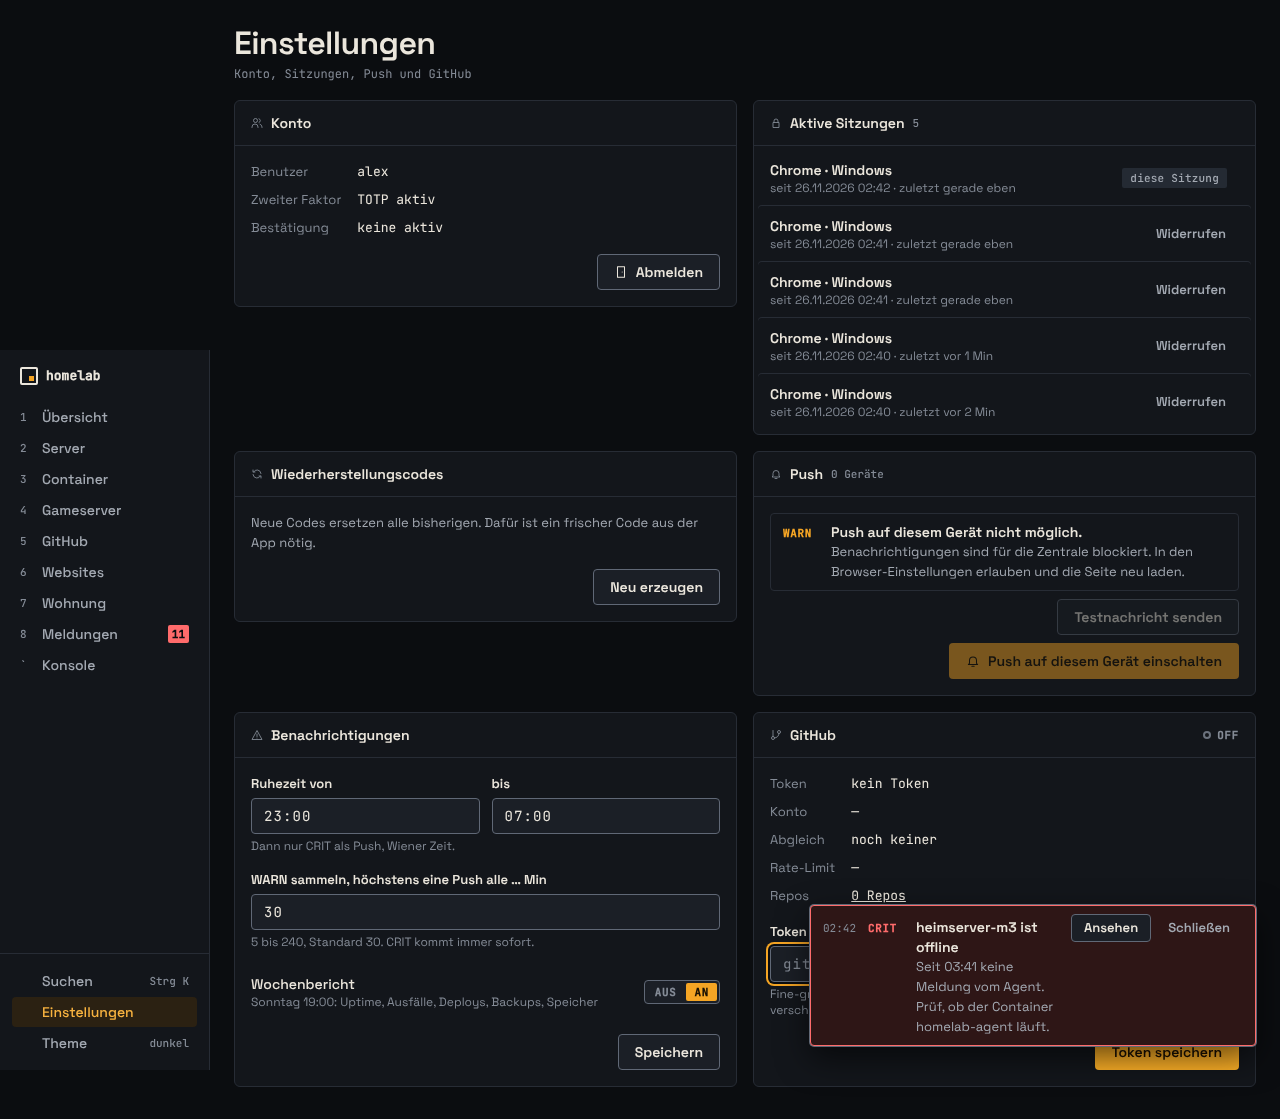 Einstellungen
Konto, Sitzungen, Push und GitHub
Konto
Benutzer alex
Zweiter Faktor TOTP aktiv
Bestätigung keine aktiv
Abmelden
Aktive Sitzungen 5
Chrome · Windows
seit 26.11.2026 02:42 · zuletzt gerade eben
diese Sitzung
Chrome · Windows
seit 26.11.2026 02:41 · zuletzt gerade eben
Widerrufen
Chrome · Windows
seit 26.11.2026 02:41 · zuletzt gerade eben
Widerrufen
Chrome · Windows
seit 26.11.2026 02:40 · zuletzt vor 1 Min
Widerrufen
Chrome · Windows
seit 26.11.2026 02:40 · zuletzt vor 2 Min
Widerrufen
homelab
1 Übersicht
2 Server
3 Container
4 Gameserver
5 GitHub
6 Websites
7 Wohnung
8 Meldungen 11
` Konsole
Suchen Strg K
Einstellungen
Theme dunkel
Wiederherstellungscodes
Neue Codes ersetzen alle bisherigen. Dafür ist ein frischer Code aus der
App nötig.
Neu erzeugen
Push 0 Geräte
WARN Push auf diesem Gerät nicht möglich.
Benachrichtigungen sind für die Zentrale blockiert. In den
Browser-Einstellungen erlauben und die Seite neu laden.
Testnachricht senden
Push auf diesem Gerät einschalten
Benachrichtigungen
Ruhezeit von bis
23:00 07:00
Dann nur CRIT als Push, Wiener Zeit.
WARN sammeln, höchstens eine Push alle … Min
30
5 bis 240, Standard 30. CRIT kommt immer sofort.
Wochenbericht
Sonntag 19:00: Uptime, Ausfälle, Deploys, Backups, Speicher
AUS AN
Speichern
GitHub OFF
Token kein Token
Konto —
Abgleich noch keiner
Rate-Limit —
Repos 0 Repos
Token
git
Fine-g
versch
Token speichern
02:42 CRIT heimserver-m3 ist
offline
Seit 03:41 keine
Meldung vom Agent.
Prüf, ob der Container
homelab-agent läuft.
Ansehen Schließen